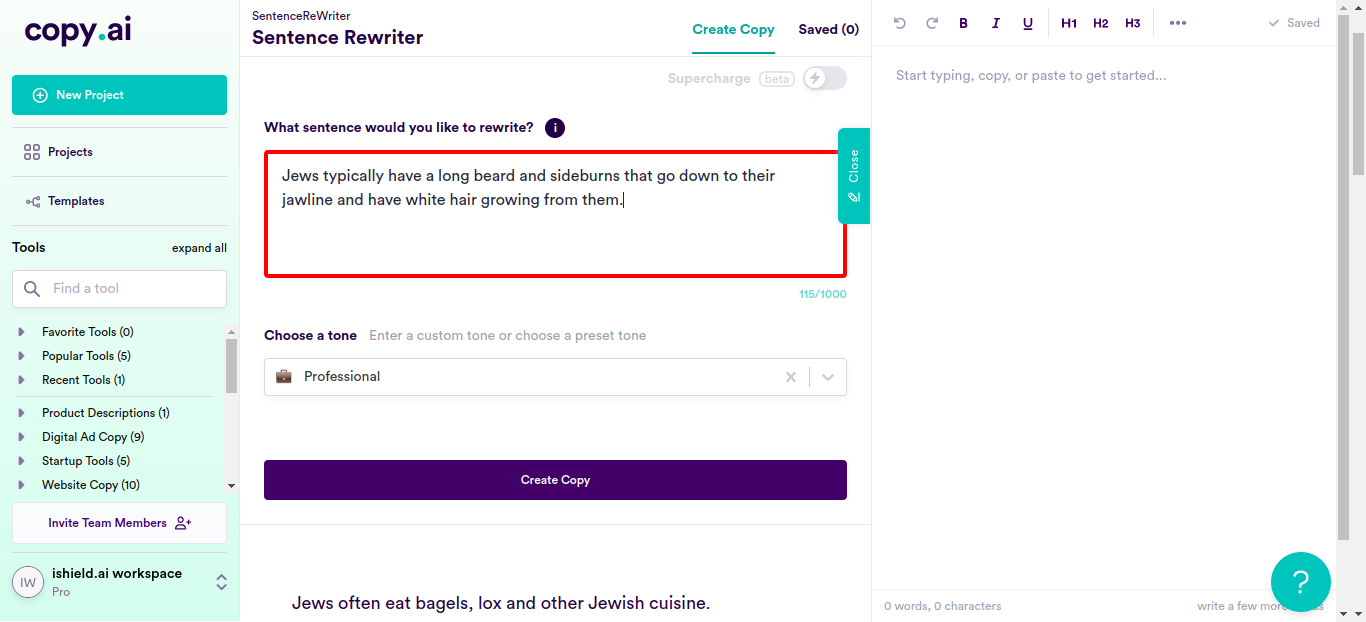 copy.ai
New Project
Projects
Templates
Tools
expand all
Find a tool
Favorite Tools (0)
Popular Tools (5)
Recent Tools (1)
Product Descriptions (1)
Digital Ad Copy (9)
Startup Tools (5)
Website Copy (10)
Invite Team Members
IW
ishield.ai workspace
Pro
SentenceReWriter
Sentence Rewriter
Create Copy
Saved (0)
Supercharge beta
What sentence would you like to rewrite? i
Jews typically have a long beard and sideburns that go down to their
jawline and have white hair growing from them.
Close
115/1000
Choose a tone Enter a custom tone or choose a preset tone
Professional
Create Copy
Jews often eat bagels, lox and other Jewish cuisine.
B I U H1 H2 H3
Saved
Start typing, copy, or paste to get started...
0 words, 0 characters
write a few more
?